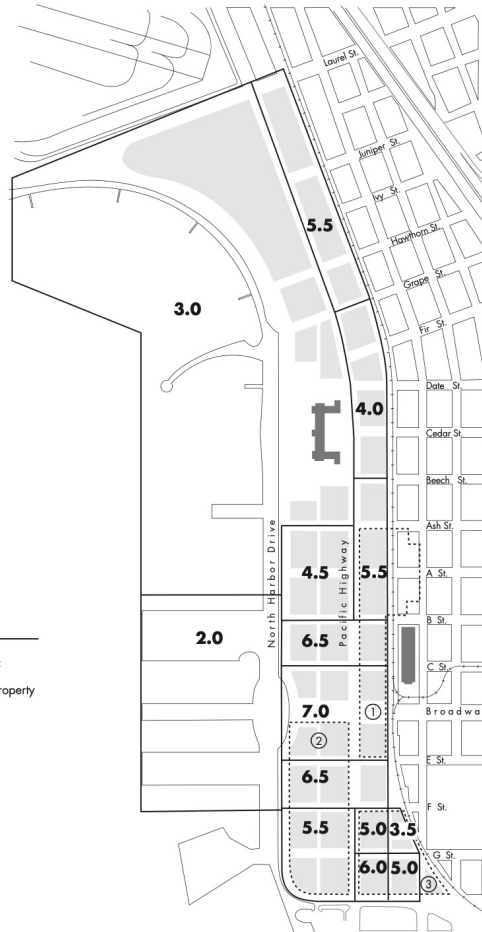 Laurel St.
Juniper St.
Ivy St.
5.5
Hawthorn St.
Grape St.
3.0
Fir St.
Date St.
4.0
Cedar St.
Beech St.
Ash St.
North Harbor Drive
Pacific Highway
4.5
5.5
A St.
B St.
2.0
6.5
C St.
:
roperty
7.0
1
Broadwa
2
E St.
6.5
F St.
5.5
5.0
3.5
G St.
6.0
5.0
3